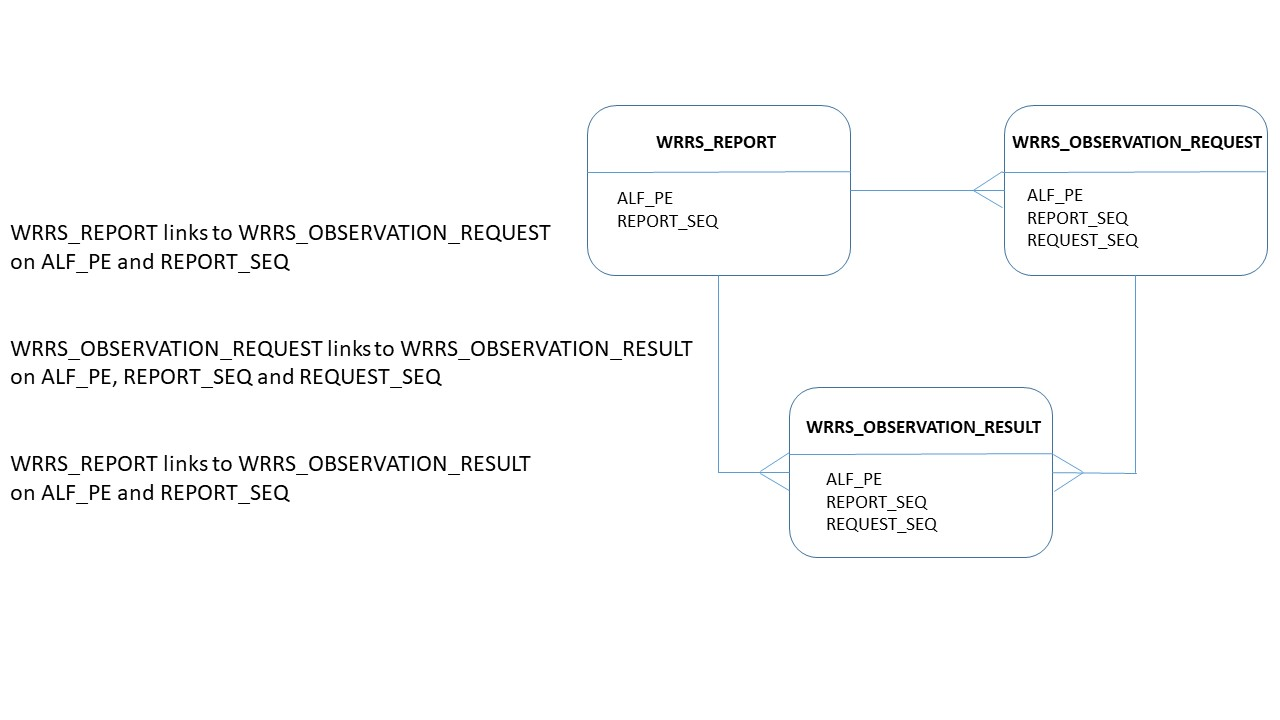 WRRS_REPORT links to WRRS_OBSERVATION_REQUEST
on ALF_PE and REPORT_SEQ
WRRS_OBSERVATION_REQUEST links to WRRS_OBSERVATION_RESULT
on ALF_PE, REPORT_SEQ and REQUEST_SEQ
WRRS_REPORT links to WRRS_OBSERVATION_RESULT
on ALF_PE and REPORT_SEQ
WRRS_REPORT
ALF_PE
REPORT_SEQ
WRRS_OBSERVATION_REQUEST
ALF_PE
REPORT_SEQ
REQUEST_SEQ
WRRS_OBSERVATION_RESULT
ALF_PE
REPORT_SEQ
REQUEST_SEQ